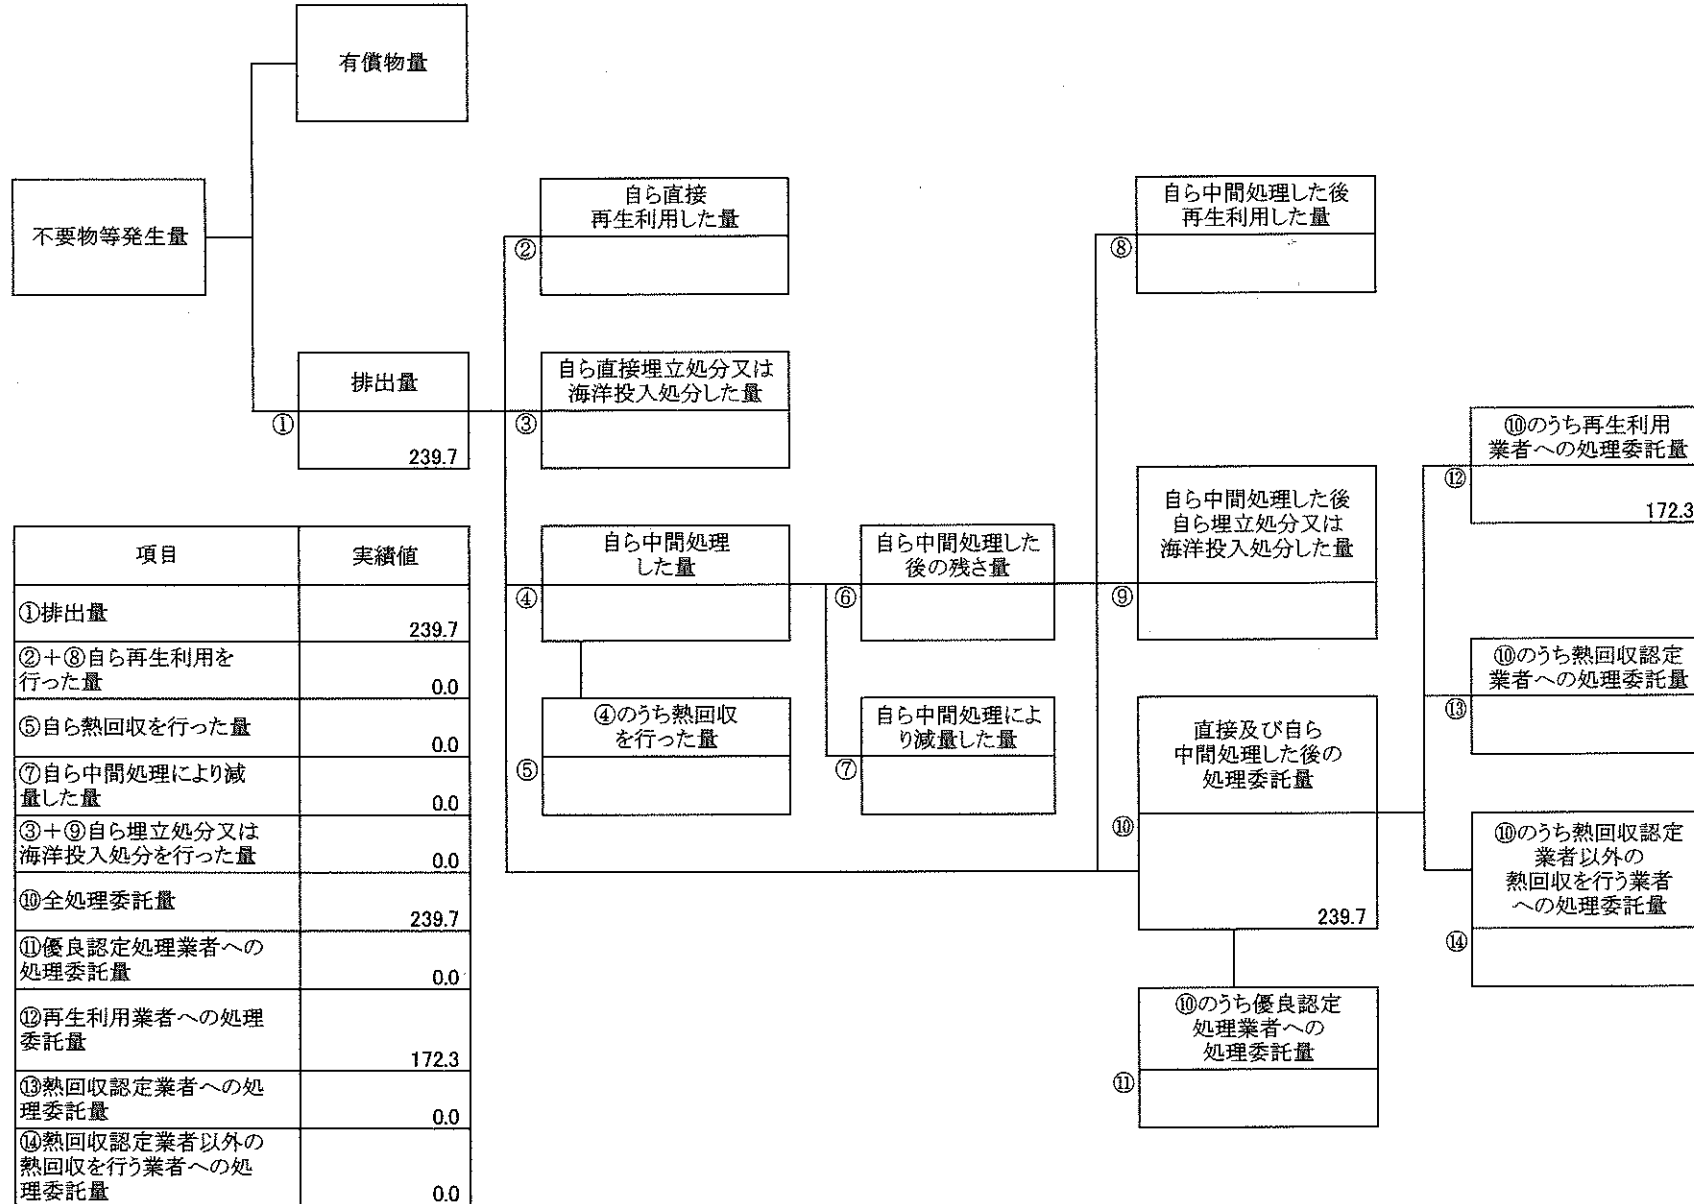 有償物量
不要物等発生量
排出量
①
239.7
自ら直接
再生利用した量
②
自ら直接埋立処分又は
海洋投入処分した量
③
自ら中間処理
した量
④
④のうち熱回収
を行った量
⑤
自ら中間処理した
後の残さ量
⑥
自ら中間処理によ
り減量した量
⑦
自ら中間処理した後
再生利用した量
⑧
自ら中間処理した後
自ら埋立処分又は
海洋投入処分した量
⑨
直接及び自ら
中間処理した後の
処理委託量
⑩
239.7
⑩のうち優良認定
処理業者への
処理委託量
⑪
⑩のうち再生利用
業者への処理委託量
⑫
172.3
⑩のうち熱回収認定
業者への処理委託量
⑬
⑩のうち熱回収認定
業者以外の
熱回収を行う業者
への処理委託量
⑭
項目 実績値
①排出量
239.7
②+⑧自ら再生利用を
行った量
0.0
⑤自ら熱回収を行った量
0.0
⑦自ら中間処理により減
量した量
0.0
③+⑨自ら埋立処分又は
海洋投入処分を行った量
0.0
⑩全処理委託量
239.7
⑪優良認定処理業者への
処理委託量
0.0
⑫再生利用業者への処理
委託量
172.3
⑬熱回収認定業者への処
理委託量
0.0
⑭熱回収認定業者以外の
熱回収を行う業者への処
理委託量
0.0